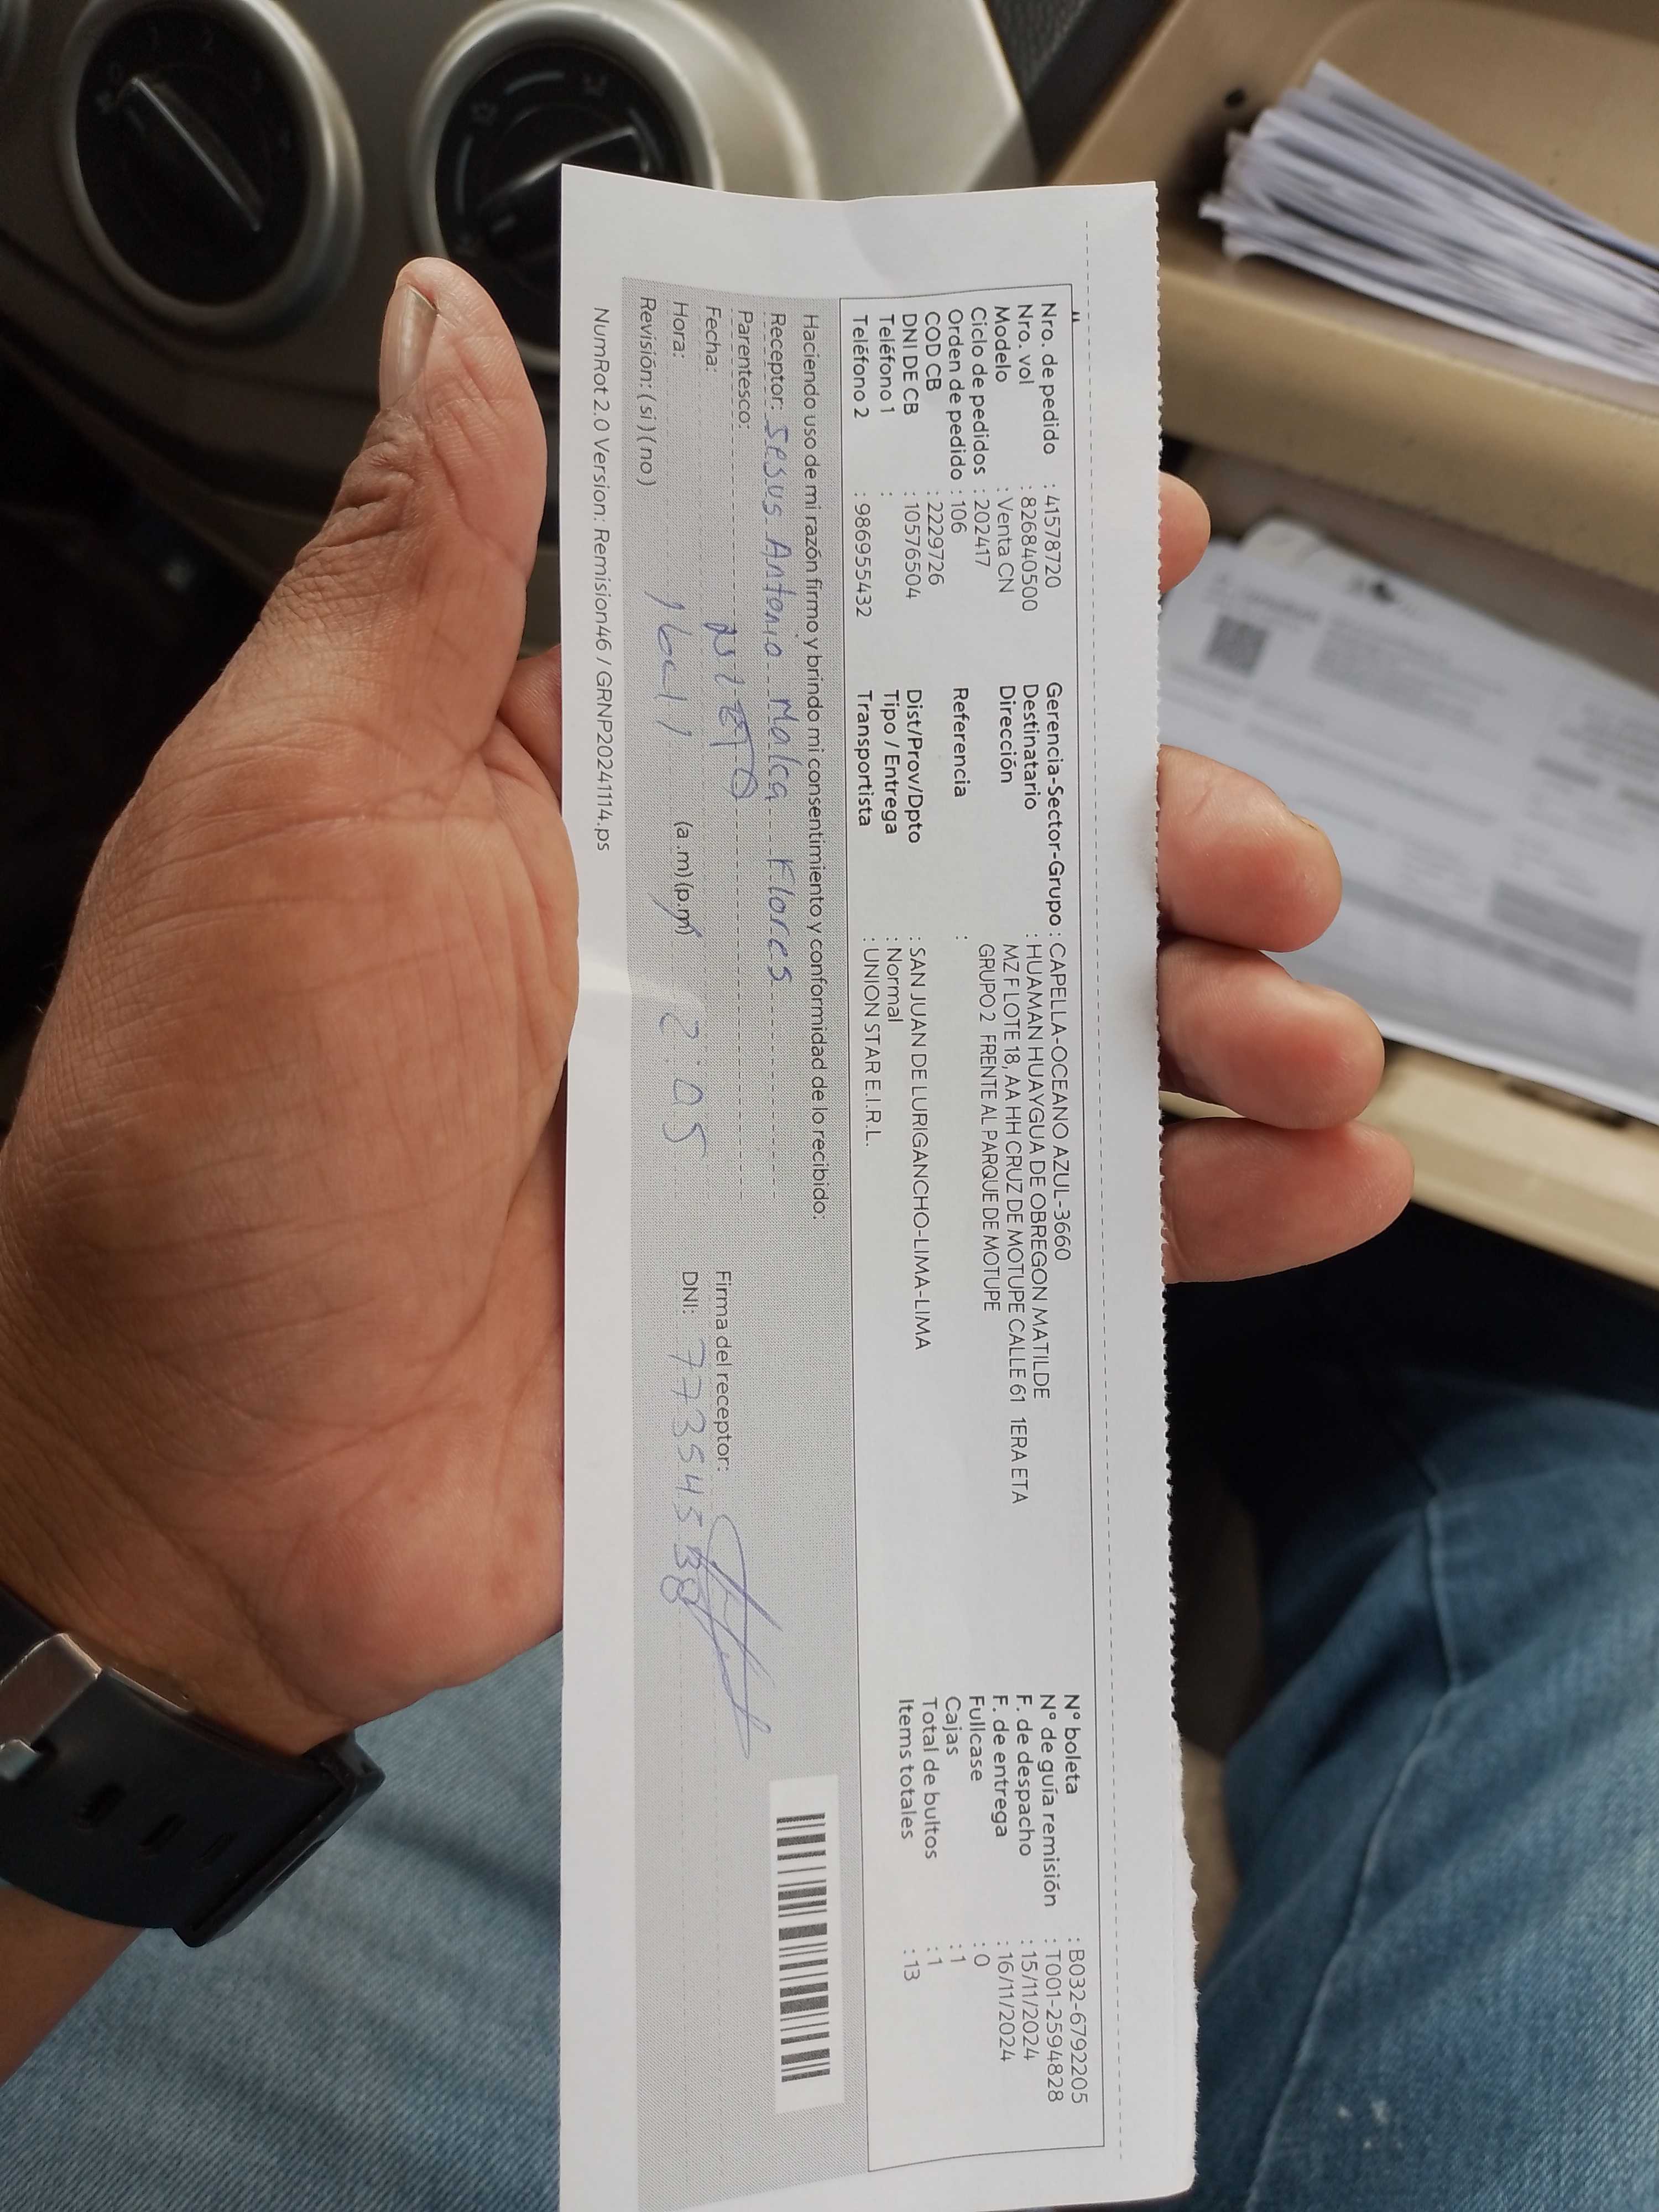 Nro. de pedido : 41578720
Nro. vol : 826840500
Modelo : Venta CN
Ciclo de pedidos : 202417
Orden de pedido : 106
COD CB : 2229726
DNI DE CB : 10576504
Teléfono 1 :
Teléfono 2 : 986955432
Gerencia-Sector-Grupo : CAPELLA-OCEANO AZUL-3660
Destinatario : HUAMAN HUAYGUA DE OBREGON MATILDE
Dirección MZ F LOTE 18, AA HH CRUZ DE MOTUPE CALLE 61 1ERA ETA
GRUPO 2 FRENTE AL PARQUE DE MOTUPE
Referencia :
Dist/Prov/Dpto : SAN JUAN DE LURIGANCHO-LIMA-LIMA
Tipo / Entrega : Normal
Transportista : UNION STAR E.I.R.L.
N° boleta : B032-6792205
N° de guía remisión : T001-2594828
F. de despacho : 15/11/2024
F. de entrega : 16/11/2024
Fullcase : 0
Cajas : 1
Total de bultos : 1
Items totales : 13
Haciendo uso de mi razón firmo y brindo mi consentimiento y conformidad de lo recibido:
Receptor: Sesus Antonio Malca Flores
Parentesco:
Fecha:
Hora: (a.m)(p.m) 2:05
Revisión: (si) (no)
Firma del receptor:
DNI:
NumRot 2.0 Version: Remision46 / GRNP20241114.ps